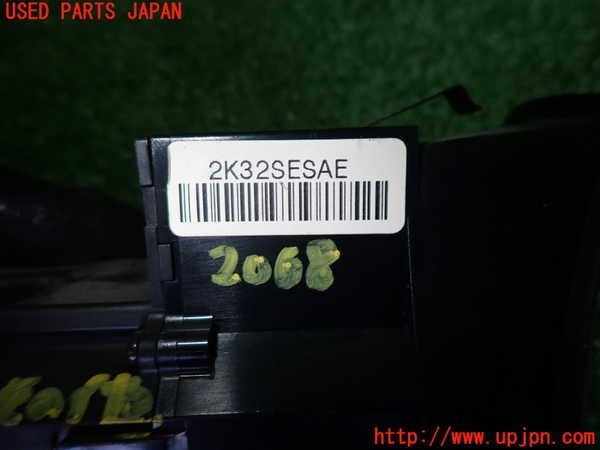 USED PARTS JAPAN
2K32SESAE
2068
http://www.upjpn.com/